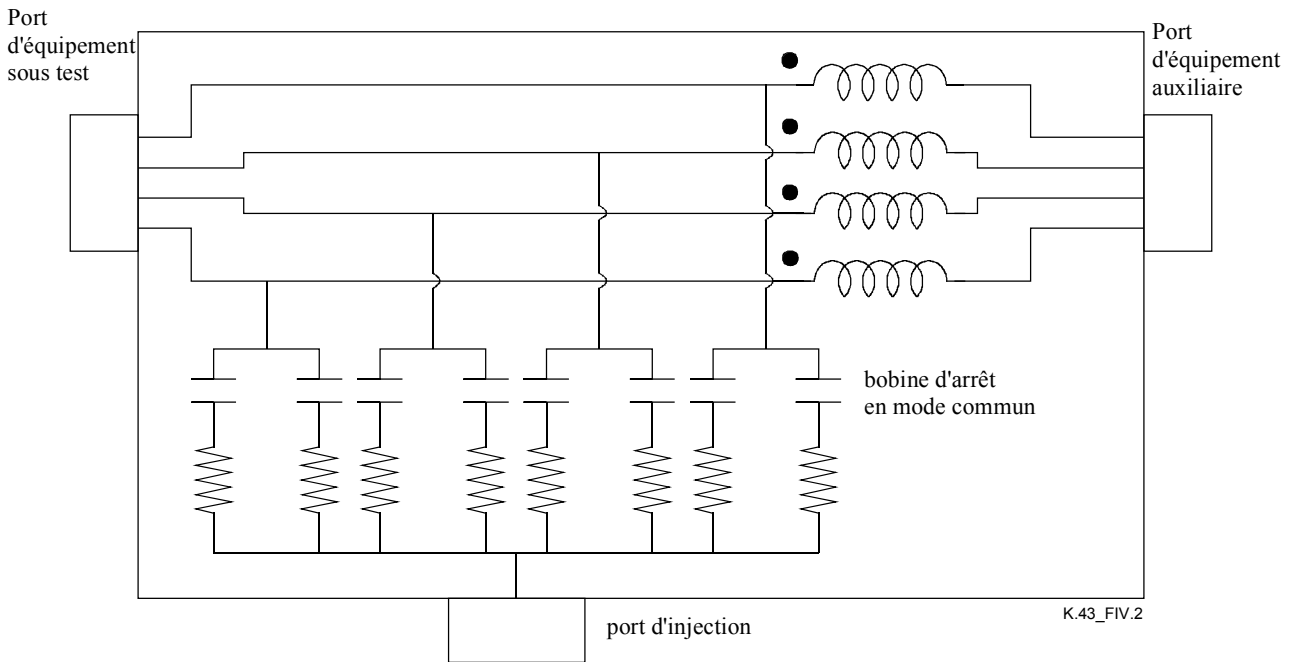 Port
d'équipement
sous test
Port
d'équipement
auxiliaire
bobine d'arrêt
en mode commun
K.43_FIV.2
port d'injection